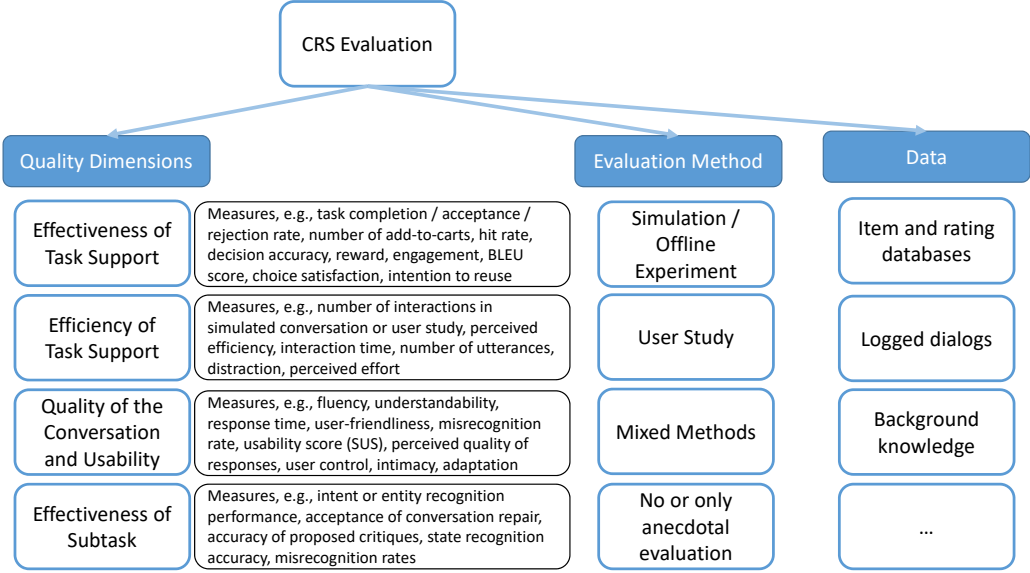 CRS Evaluation
Quality Dimensions
Evaluation Method
Data
Effectiveness of
Task Support
Measures, e.g., task completion / acceptance /
rejection rate, number of add-to-carts, hit rate,
decision accuracy, reward, engagement, BLEU
score, choice satisfaction, intention to reuse
Simulation /
Offline
Experiment
Item and rating
databases
Efficiency of
Task Support
Measures, e.g., number of interactions in
simulated conversation or user study, perceived
efficiency, interaction time, number of utterances,
distraction, perceived effort
User Study
Logged dialogs
Quality of the
Conversation
and Usability
Measures, e.g., fluency, understandability,
response time, user-friendliness, misrecognition
rate, usability score (SUS), perceived quality of
responses, user control, intimacy, adaptation
Mixed Methods
Background
knowledge
Effectiveness of
Subtask
Measures, e.g., intent or entity recognition
performance, acceptance of conversation repair,
accuracy of proposed critiques, state recognition
accuracy, misrecognition rates
No or only
anecdotal
evaluation
…